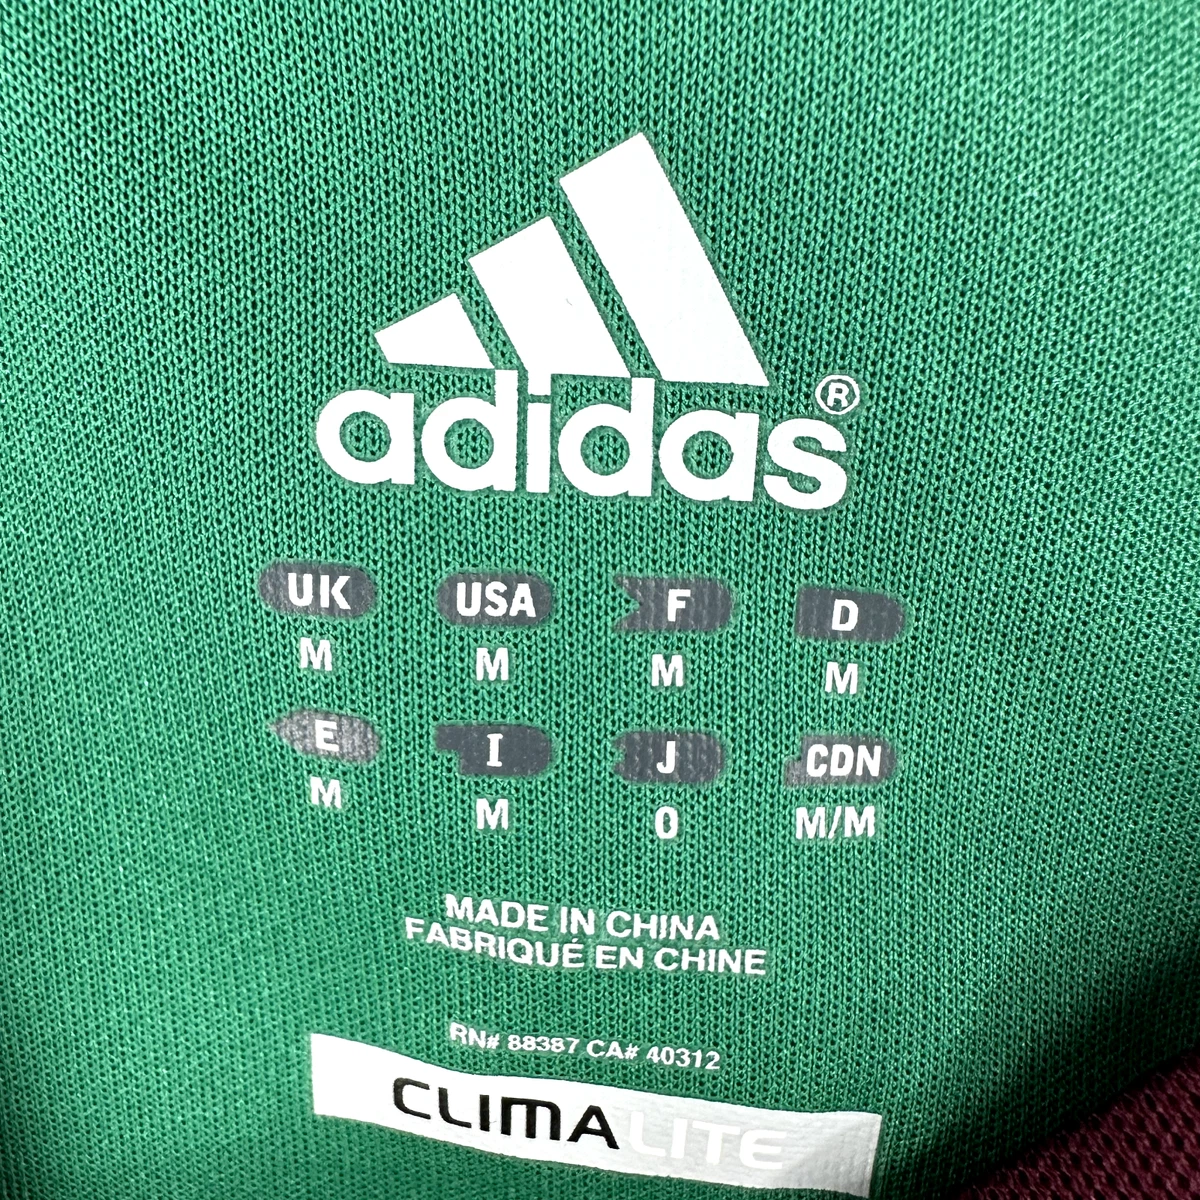 adidas®
UK USA F D
M M M M
E I J CDN
M M O M/M
MADE IN CHINA
FABRIQUÉ EN CHINE
RN# 88387 CA# 40312
CLIMALITE